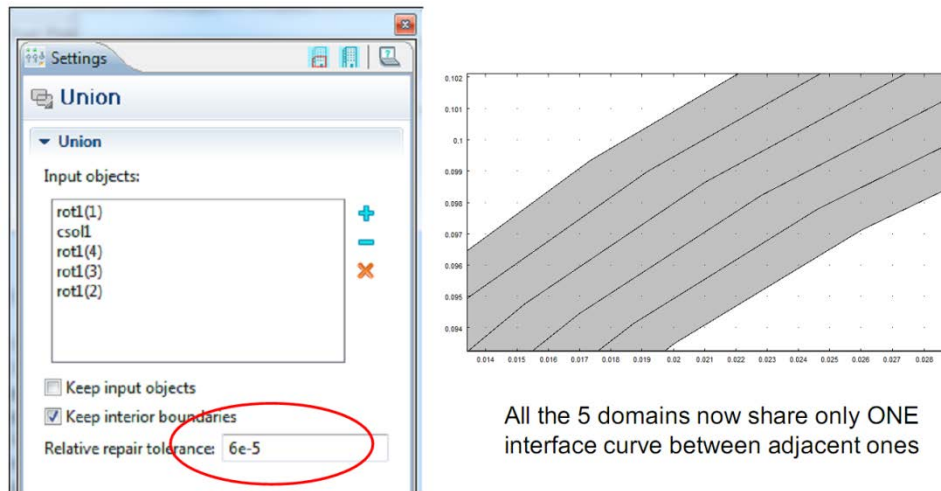 Settings
Union
Union
Input objects:
rot1(1)
csol1
rot1(4)
rot1(3)
rot1(2)
Keep input objects
Keep interior boundaries
Relative repair tolerance: 6e-5
0.102
0.101
0.1
0.099
0.098
0.097
0.096
0.095
0.094
0.014 0.015 0.016 0.017 0.018 0.019 0.02 0.021 0.022 0.023 0.024 0.025 0.026 0.027 0.028
All the 5 domains now share only ONE
interface curve between adjacent ones